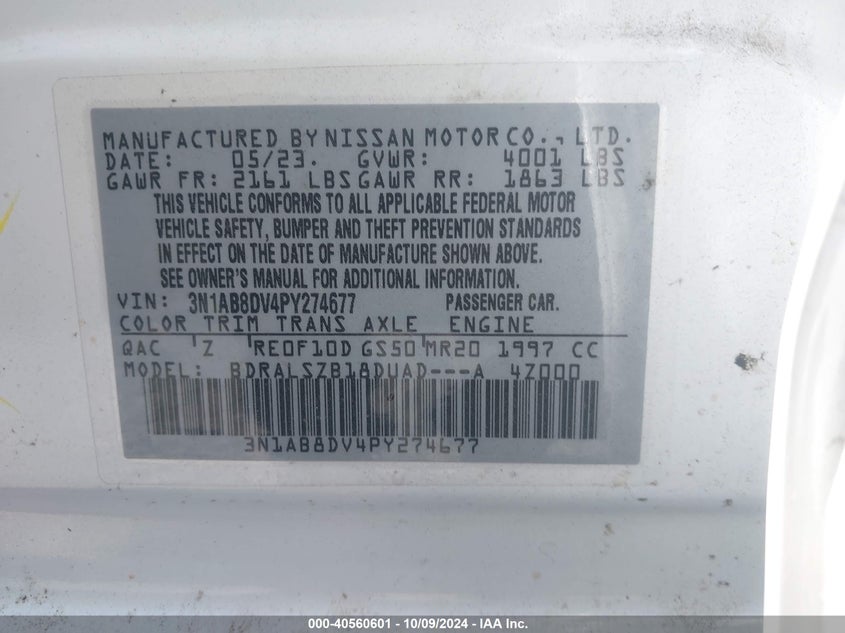 MANUFACTURED BY NISSAN MOTOR CO., LTD.
DATE: 05/23. GVWR: 4001 LBS
GAWR FR: 2161 LBS GAWR RR: 1863 LBS
THIS VEHICLE CONFORMS TO ALL APPLICABLE FEDERAL MOTOR
VEHICLE SAFETY, BUMPER AND THEFT PREVENTION STANDARDS
IN EFFECT ON THE DATE OF MANUFACTURE SHOWN ABOVE.
SEE OWNER'S MANUAL FOR ADDITIONAL INFORMATION.
VIN: 3N1AB8DV4PY274677 PASSENGER CAR.
COLOR TRIM TRANS AXLE ENGINE
QAC Z RE0F10D GS50 MR20 1997 CC
MODEL: BDRALSZB18DUAD---A 4Z000
3N1AB8DV4PY274677
000-40560601 - 10/09/2024 - IAA Inc.